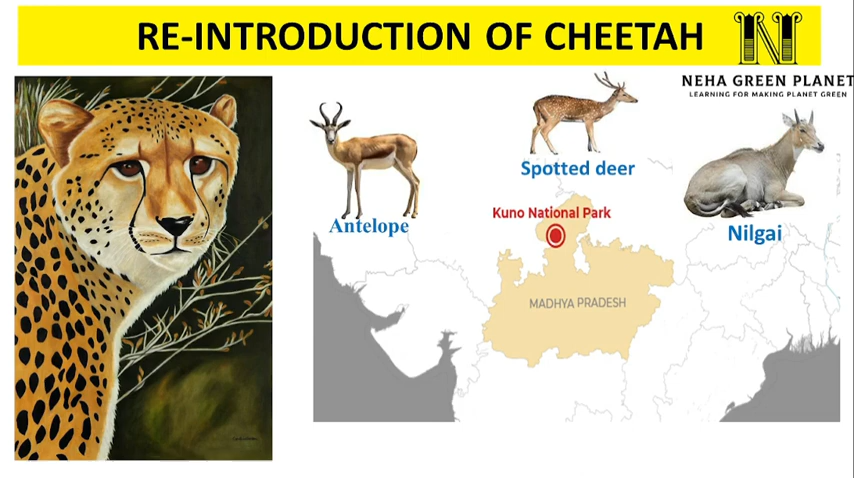 RE-INTRODUCTION OF CHEETAH
N
NEHA GREEN PLANET
LEARNING FOR MAKING PLANET GREEN
Spotted deer
Antelope
Kuno National Park
Nilgai
MADHYA PRADESH